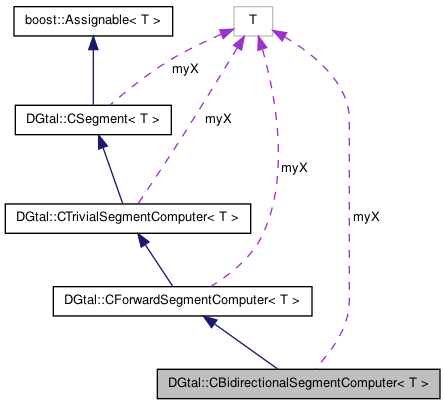 boost::Assignable< T >
T
myX
DGtal::CSegment< T >
myX
myX
DGtal::CTrivialSegmentComputer< T >
myX
DGtal::CForwardSegmentComputer< T >
DGtal::CBidirectionalSegmentComputer< T >